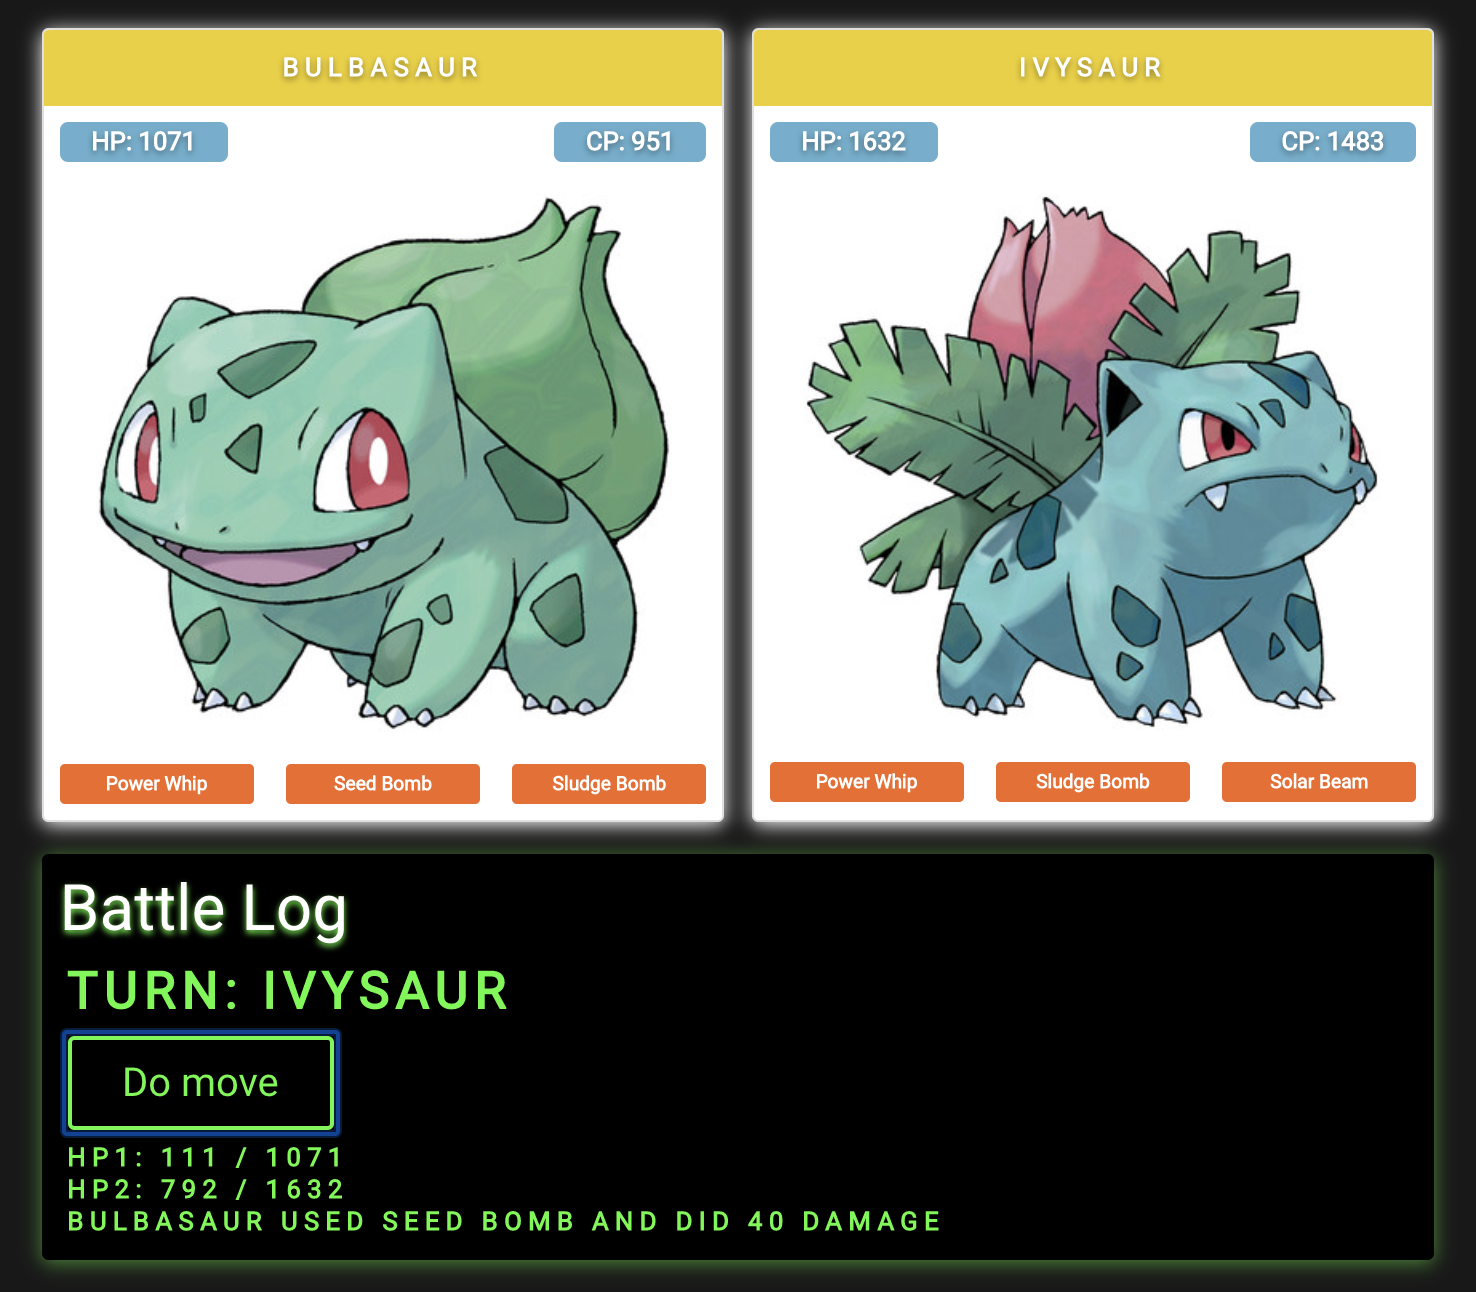 BULBASAUR
HP: 1071
CP: 951
Power Whip
Seed Bomb
Sludge Bomb
IVYSAUR
HP: 1632
CP: 1483
Power Whip
Sludge Bomb
Solar Beam
Battle Log
TURN: IVYSAUR
Do move
HP1: 111 / 1071
HP2: 792 / 1632
BULBASAUR USED SEED BOMB AND DID 40 DAMAGE